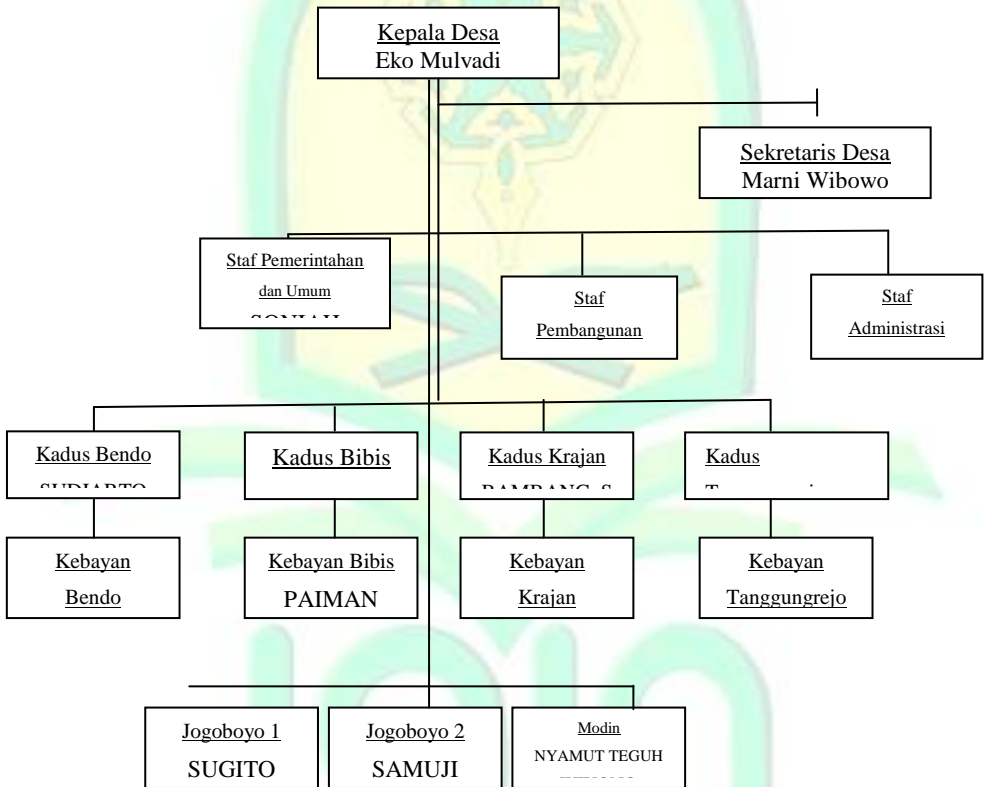 Kepala Desa
Eko Mulvadi
Sekretaris Desa
Marni Wibowo
Staf Pemerintahan
dan Umum
Staf
Pembangunan
Staf
Administrasi
Kadus Bendo
Kadus Bibis
Kadus Krajan
Kadus
Kebayan
Bendo
Kebayan Bibis
PAIMAN
Kebayan
Krajan
Kebayan
Tanggungrejo
Jogoboyo 1
SUGITO
Jogoboyo 2
SAMUJI
Modin
NYAMUT TEGUH